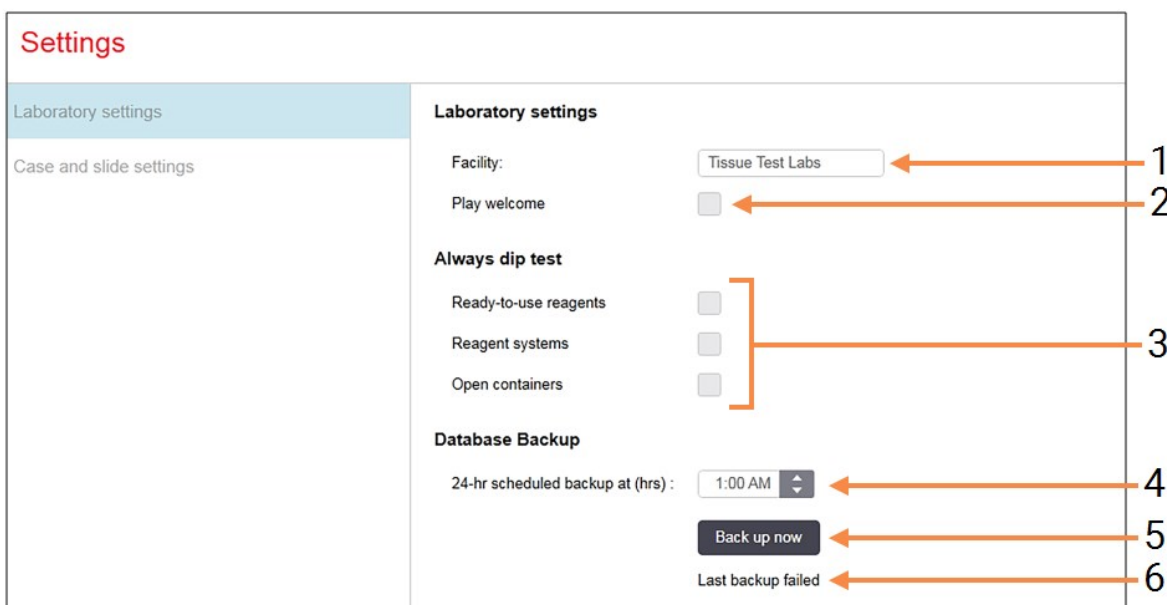 Settings
Laboratory settings
Case and slide settings
Laboratory settings
Facility: Tissue Test Labs 1
Play welcome 2
Always dip test
Ready-to-use reagents
Reagent systems 3
Open containers
Database Backup
24-hr scheduled backup at (hrs) : 1:00 AM 4
Back up now 5
Last backup failed 6